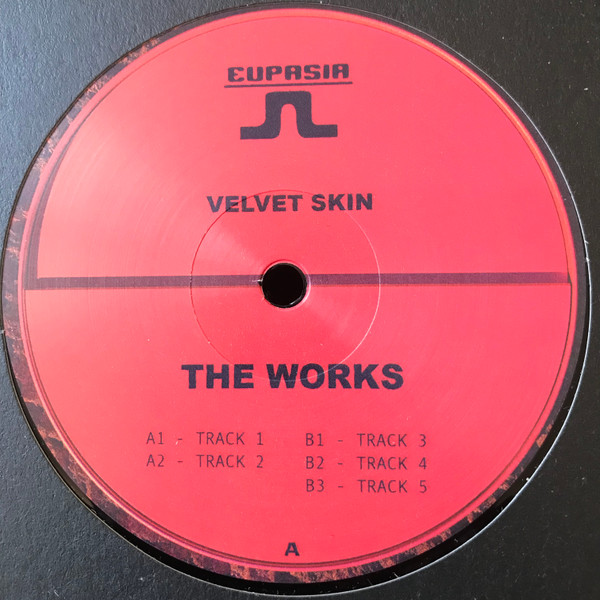 EUPASIA
VELVET SKIN
THE WORKS
A1 - TRACK 1
A2 - TRACK 2
B1 - TRACK 3
B2 - TRACK 4
B3 - TRACK 5
A